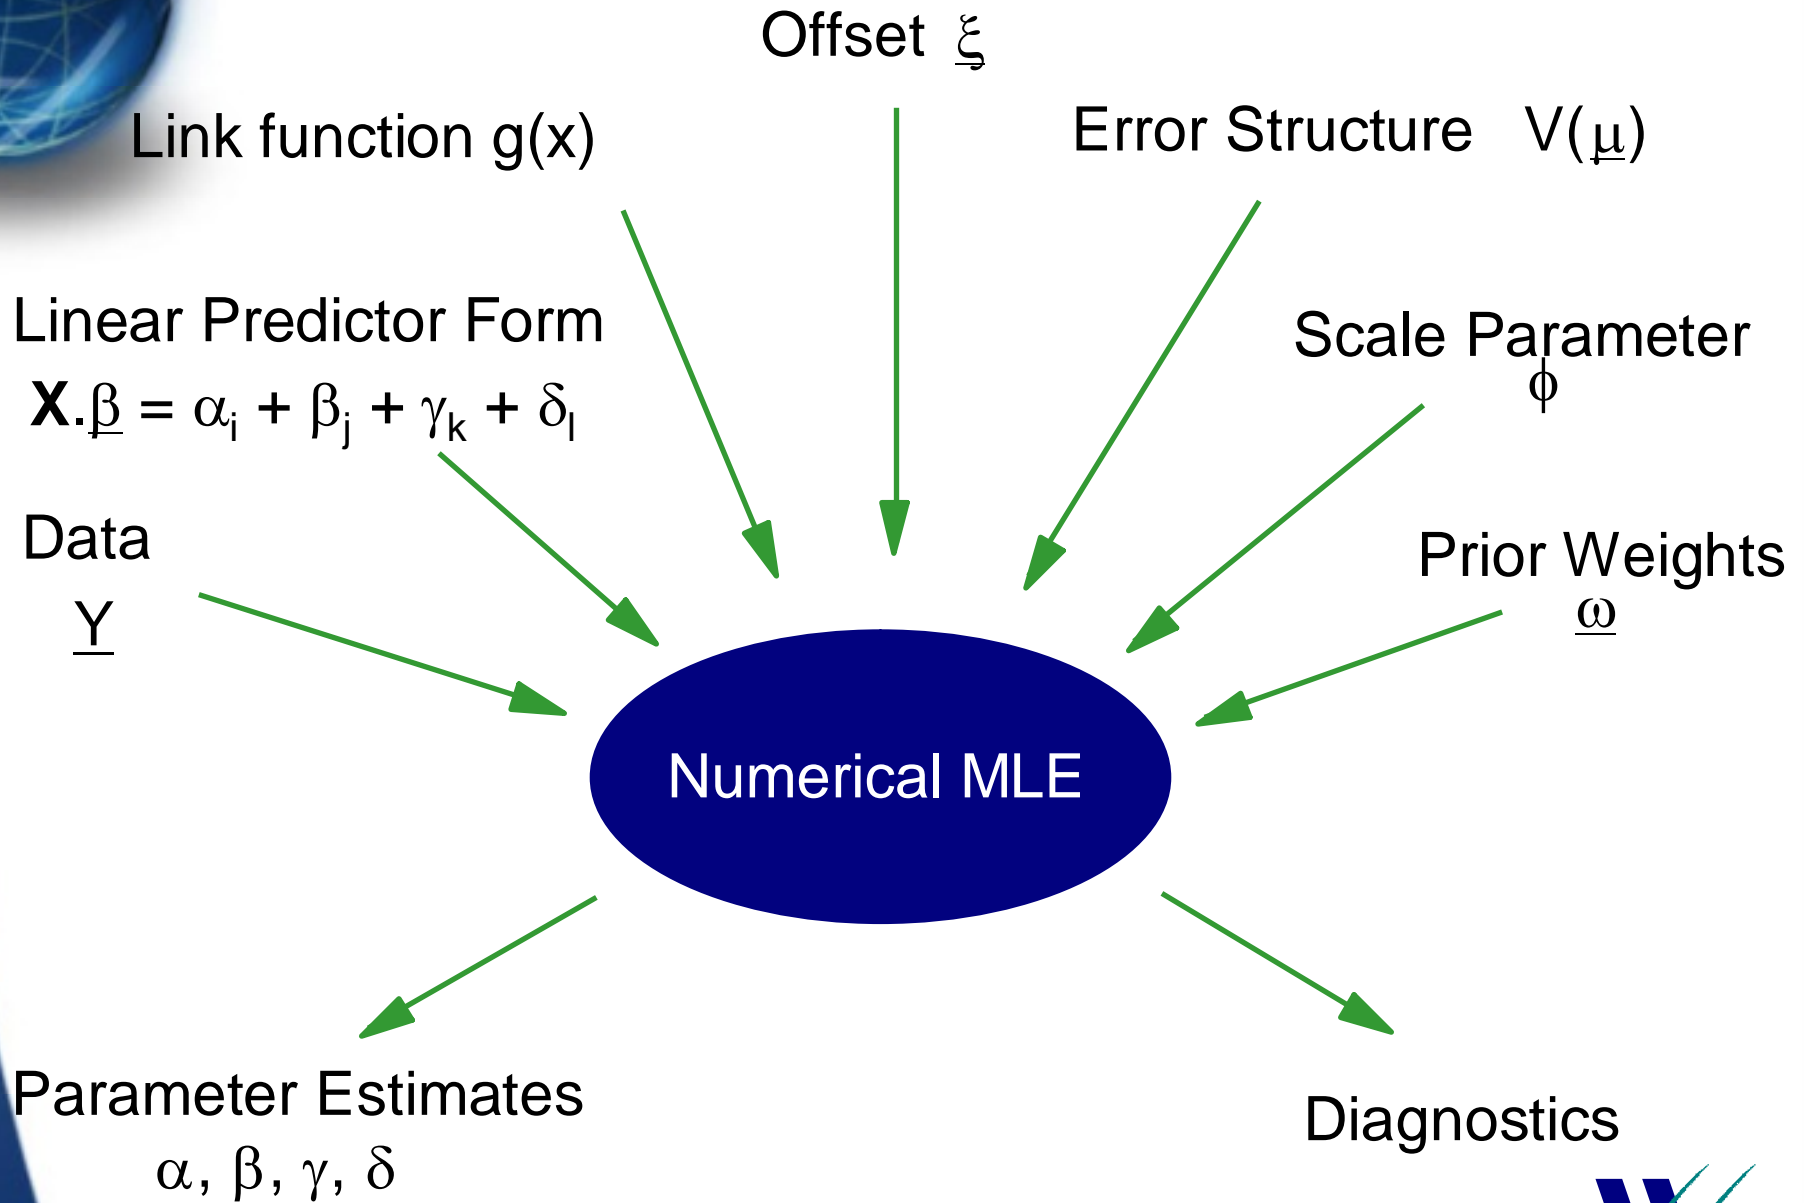 Offset ξ
Link function g(x)
Error Structure V(μ)
Linear Predictor Form
X.β = αi + βj + γk + δl
Scale Parameter
ϕ
Data
Y
Prior Weights
ω
Numerical MLE
Parameter Estimates
α, β, γ, δ
Diagnostics